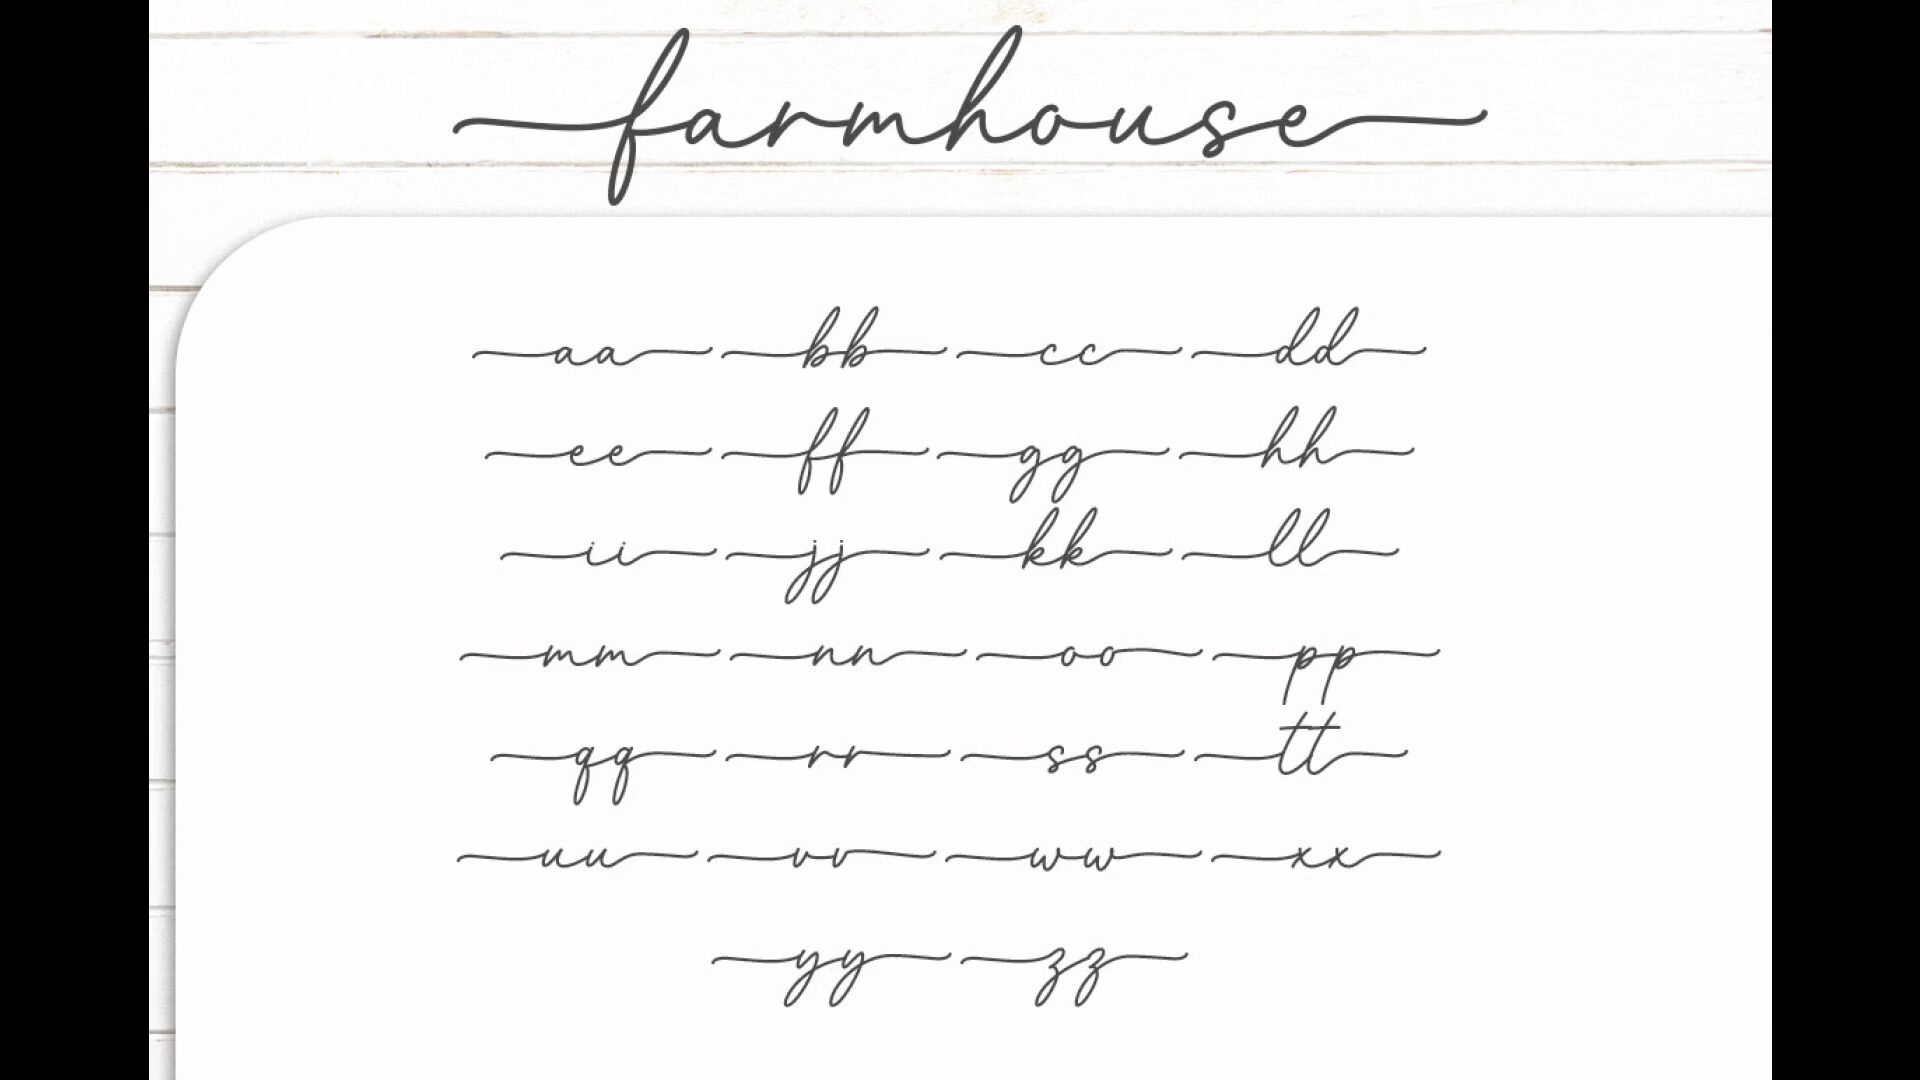 farmhouse
aa bb cc dd
ee ff gg hh
ii jj kk ll
mm nn oo pp
qq rr ss tt
uu vv ww xx
yy zz